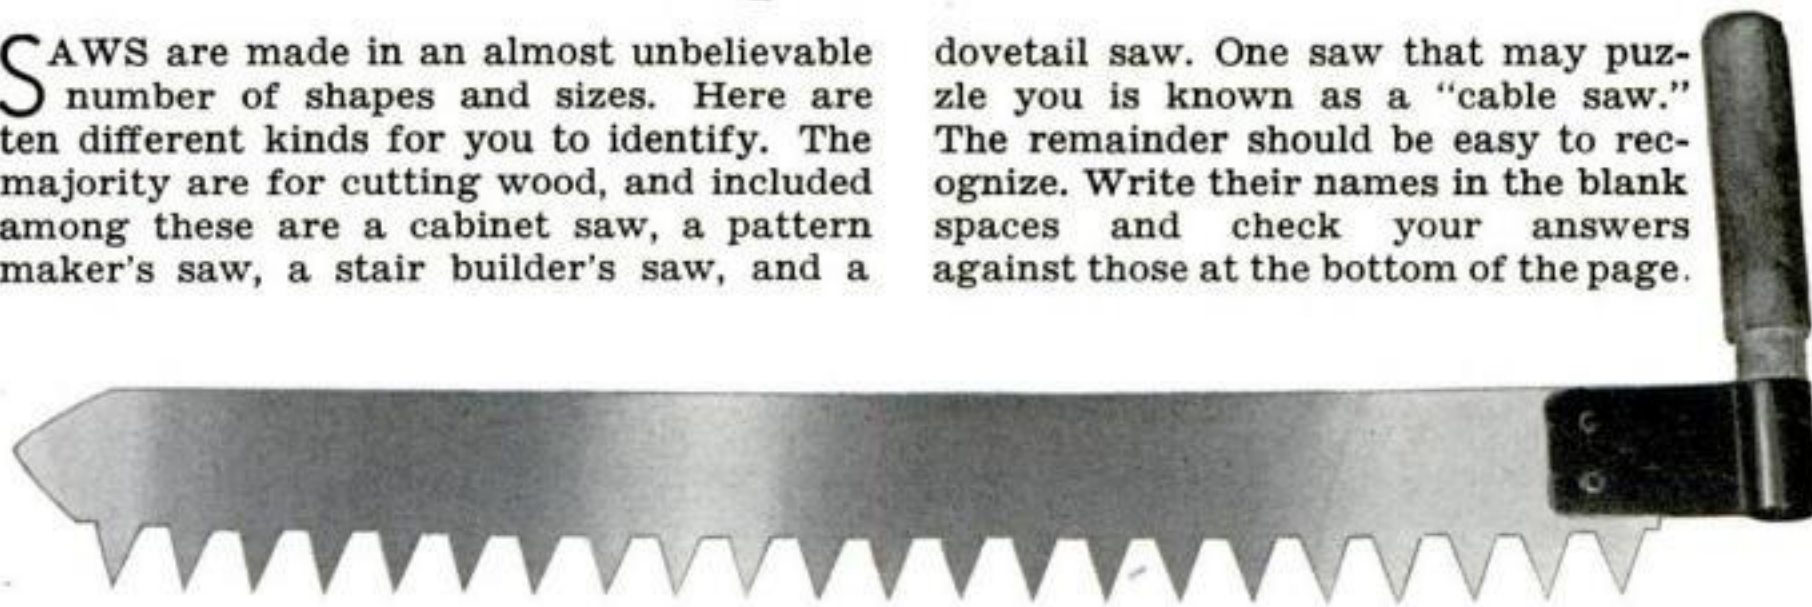 SAWS are made in an almost unbelievable
number of shapes and sizes. Here are
ten different kinds for you to identify. The
majority are for cutting wood, and included
among these are a cabinet saw, a pattern
maker's saw, a stair builder's saw, and a
dovetail saw. One saw that may puz-
zle you is known as a “cable saw.”
The remainder should be easy to rec-
ognize. Write their names in the blank
spaces and check your answers
against those at the bottom of the page.